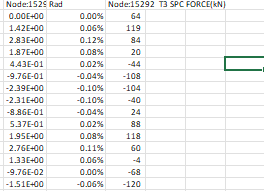 Node:1529 Rad Node:15292 T3 SPC FORCE(kN)
0.00E+00 0.00% 64
1.42E+00 0.06% 119
2.83E+00 0.12% 84
1.87E+00 0.08% 20
4.43E-01 0.02% -44
-9.76E-01 -0.04% -108
-2.39E+00 -0.10% -104
-2.31E+00 -0.10% -40
-8.86E-01 -0.04% 24
5.37E-01 0.02% 88
1.95E+00 0.08% 118
2.76E+00 0.11% 60
1.33E+00 0.06% -4
-9.76E-02 0.00% -68
-1.51E+00 -0.06% -120